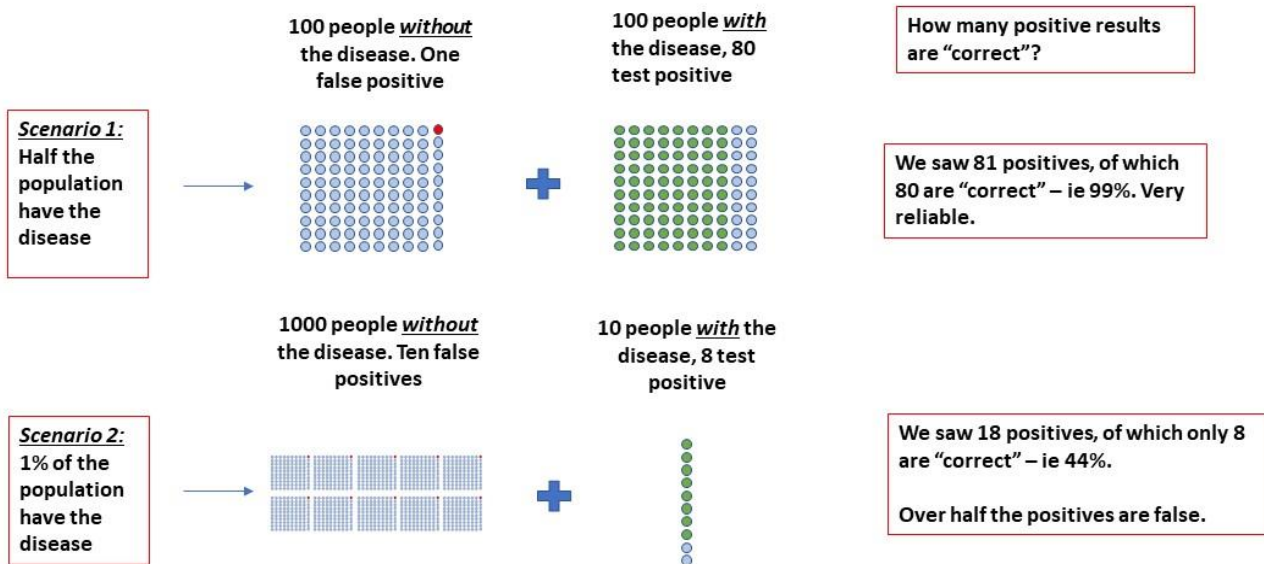 100 people without
the disease. One
false positive
100 people with
the disease, 80
test positive
How many positive results
are “correct”?
Scenario 1:
Half the
population
have the
disease
We saw 81 positives, of which
80 are “correct” – ie 99%. Very
reliable.
1000 people without
the disease. Ten false
positives
10 people with the
disease, 8 test
positive
Scenario 2:
1% of the
population
have the
disease
We saw 18 positives, of which only 8
are “correct” – ie 44%.
Over half the positives are false.